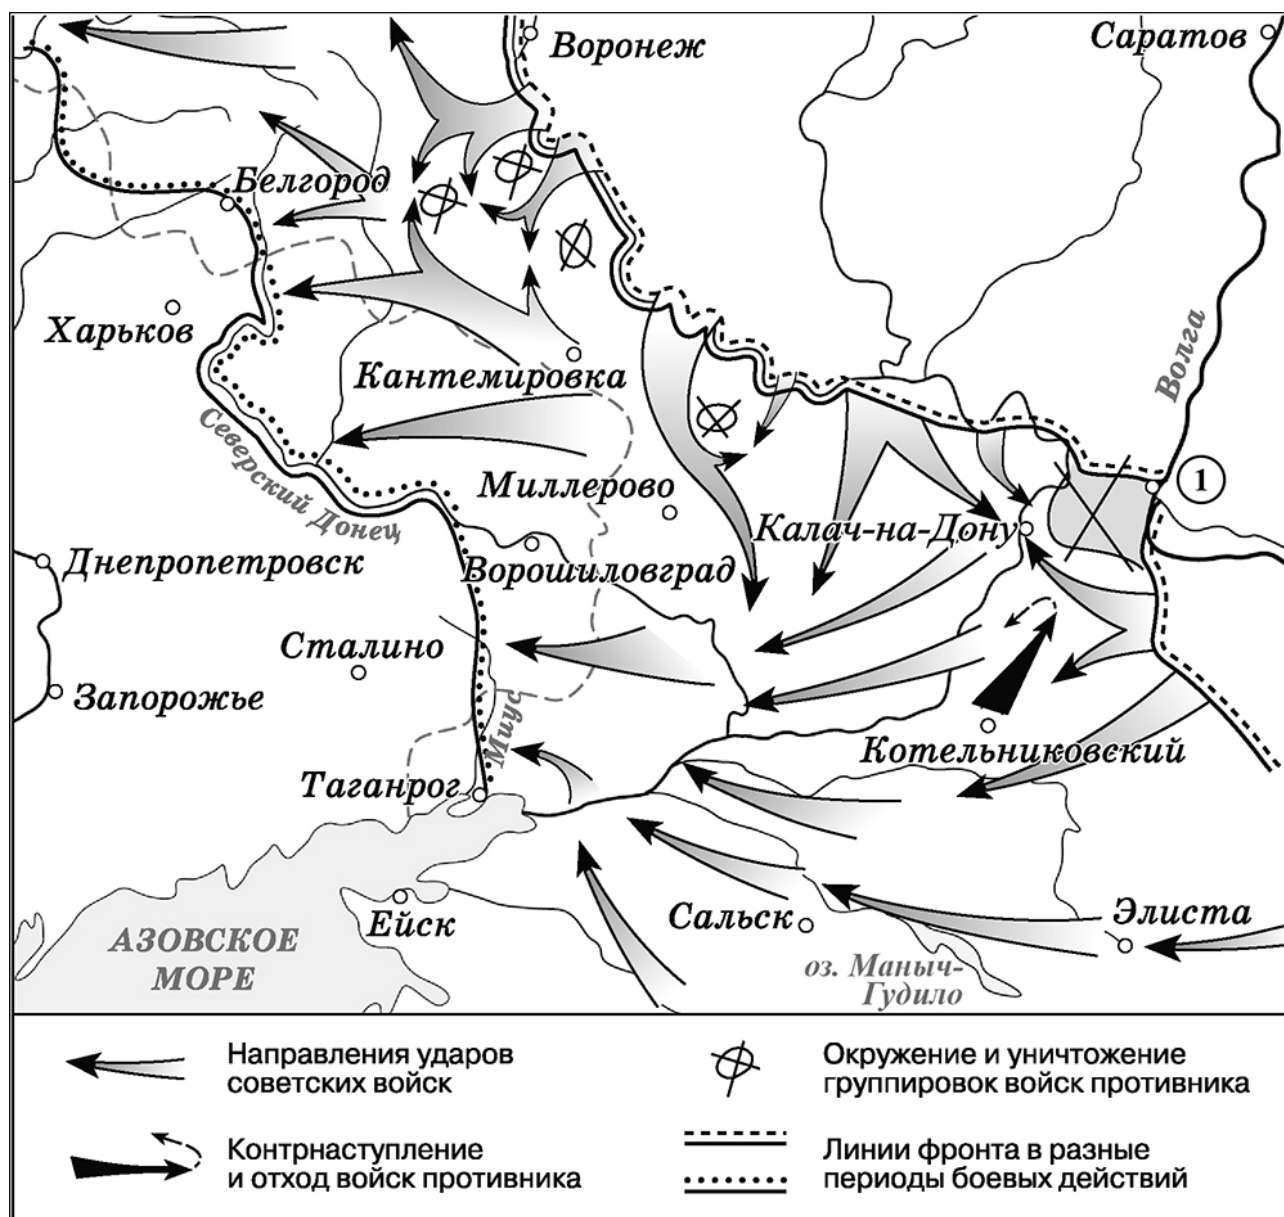 Воронеж
Саратов
Белгород
Харьков
Волга
Кантемировка
Северский Донец
Миллерово
1
Калач-на-Дону
Днепропетровск
Ворошиловград
Сталино
Запорожье
Миус
Котельниковский
Таганрог
Ейск
Сальск
Элиста
АЗОВСКОЕ
МОРЕ
оз. Маныч-
Гудило
Направления ударов
советских войск
Окружение и уничтожение
группировок войск противника
Контрнаступление
и отход войск противника
Линии фронта в разные
периоды боевых действий